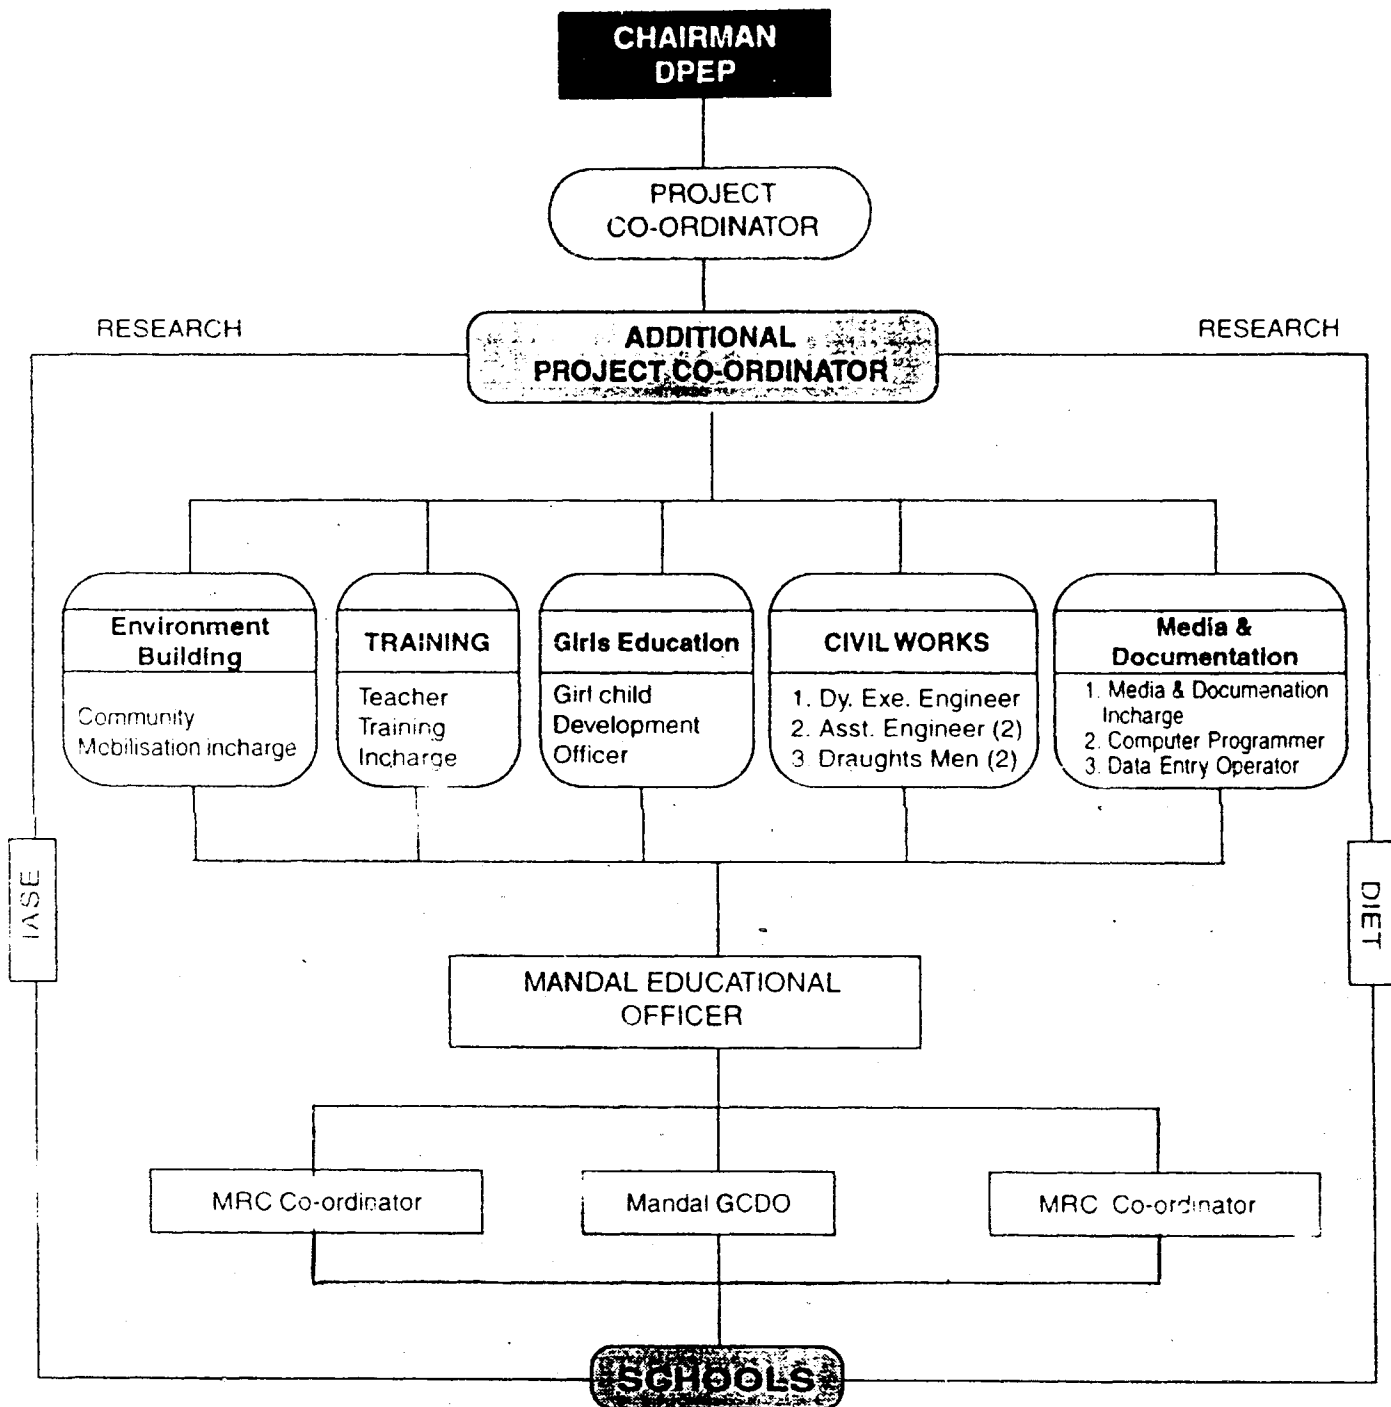 CHAIRMAN
DPEP
PROJECT
CO-ORDINATOR
RESEARCH
ADDITIONAL
PROJECT CO-ORDINATOR
RESEARCH
Environment
Building
Community
Mobilisation incharge
TRAINING
Teacher
Training
Incharge
Girls Education
Girl child
Development
Officer
CIVIL WORKS
1. Dy. Exe. Engineer
2. Asst. Engineer (2)
3. Draughts Men (2)
Media &
Documentation
1. Media & Documenation
Incharge
2. Computer Programmer
3. Data Entry Operator
IASE
DIET
MANDAL EDUCATIONAL
OFFICER
MRC Co-ordinator
Mandal GCDO
MRC Co-ordinator
SCHOOLS